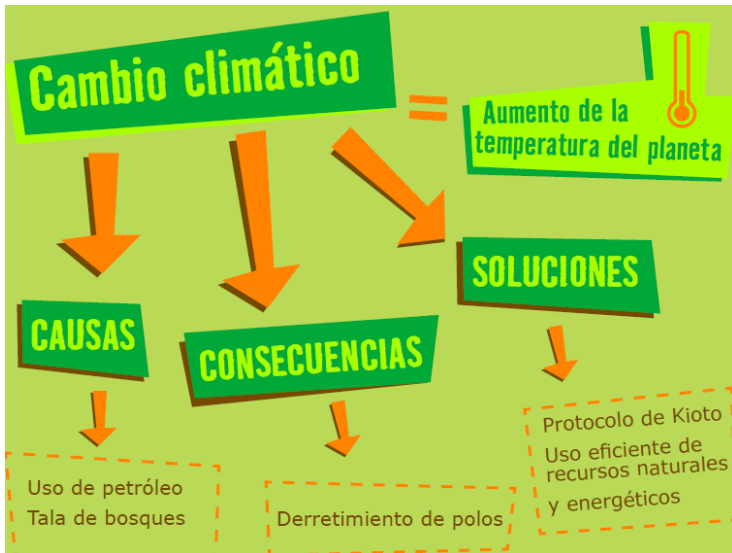 Cambio climático
=
Aumento de la
temperatura del planeta
CAUSAS
CONSECUENCIAS
SOLUCIONES
Uso de petróleo
Tala de bosques
Derretimiento de polos
Protocolo de Kioto
Uso eficiente de
recursos naturales
y energéticos